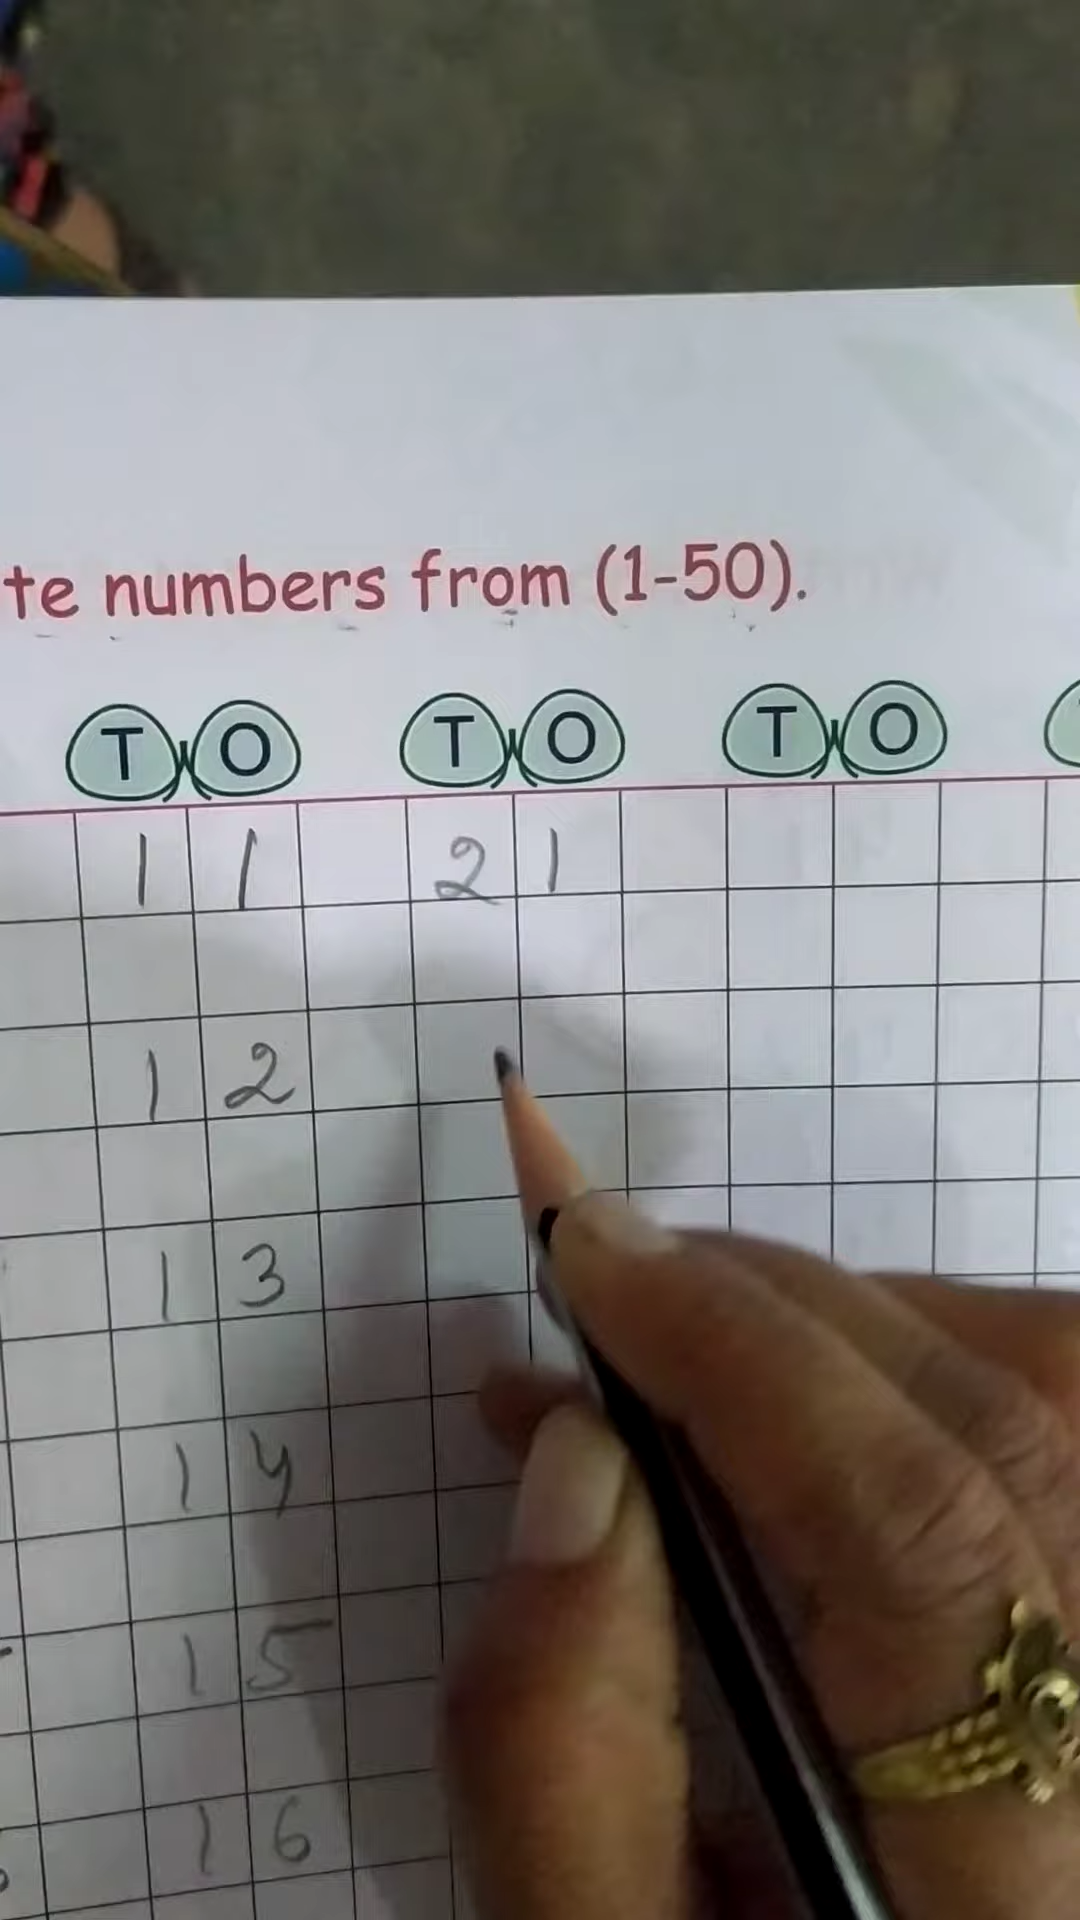 te numbers from (1-50).
T O T O T O
1 1 2 1
1 2
1 3
1 4
1 5
1 6